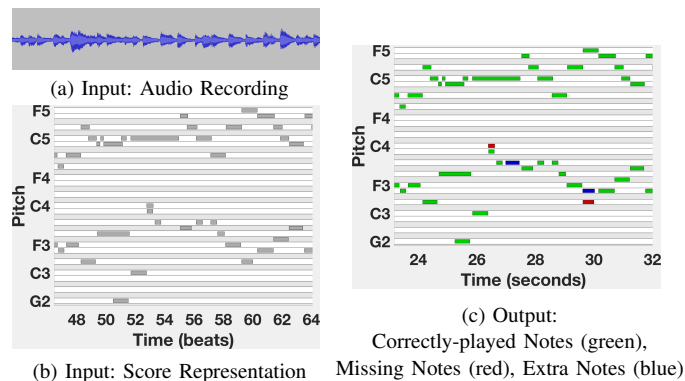 (a) Input: Audio Recording
F5
C5
F4
C4
F3
C3
G2
Pitch
48 50 52 54 56 58 60 62 64
Time (beats)
(b) Input: Score Representation
F5
C5
F4
C4
F3
C3
G2
Pitch
24 26 28 30 32
Time (seconds)
(c) Output:
Correctly-played Notes (green),
Missing Notes (red), Extra Notes (blue)